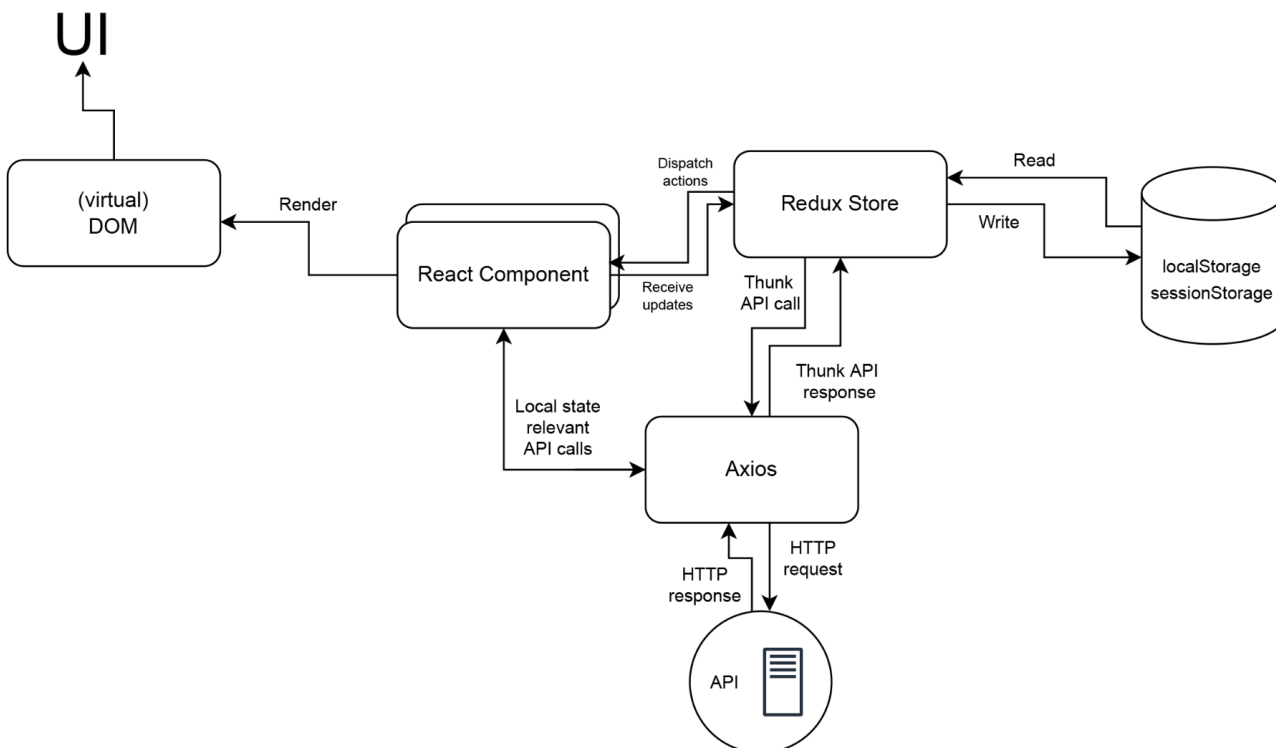 UI
(virtual)
DOM
Render
React Component
Dispatch
actions
Receive
updates
Redux Store
Read
Write
localStorage
sessionStorage
Thunk
API call
Thunk API
response
Local state
relevant
API calls
Axios
HTTP
response
HTTP
request
API